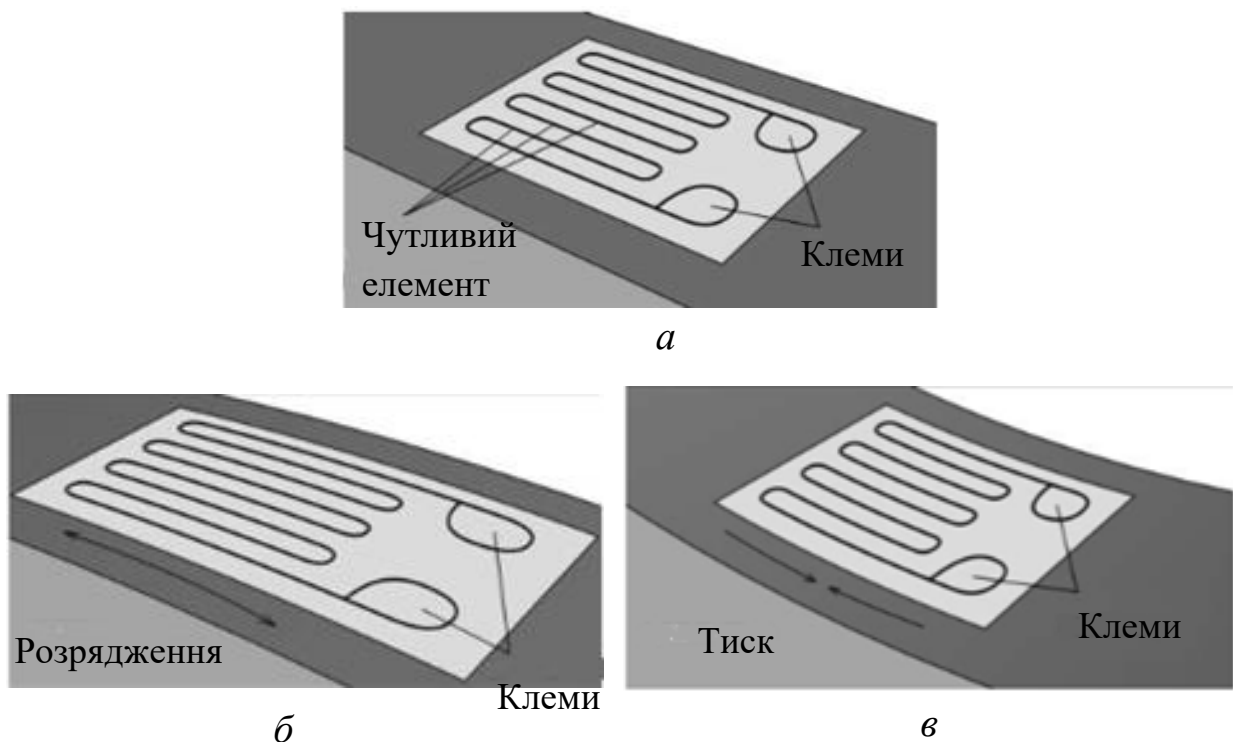 Чутливий
елемент
Клеми
а
Розрядження
Клеми
б
Тиск
Клеми
в